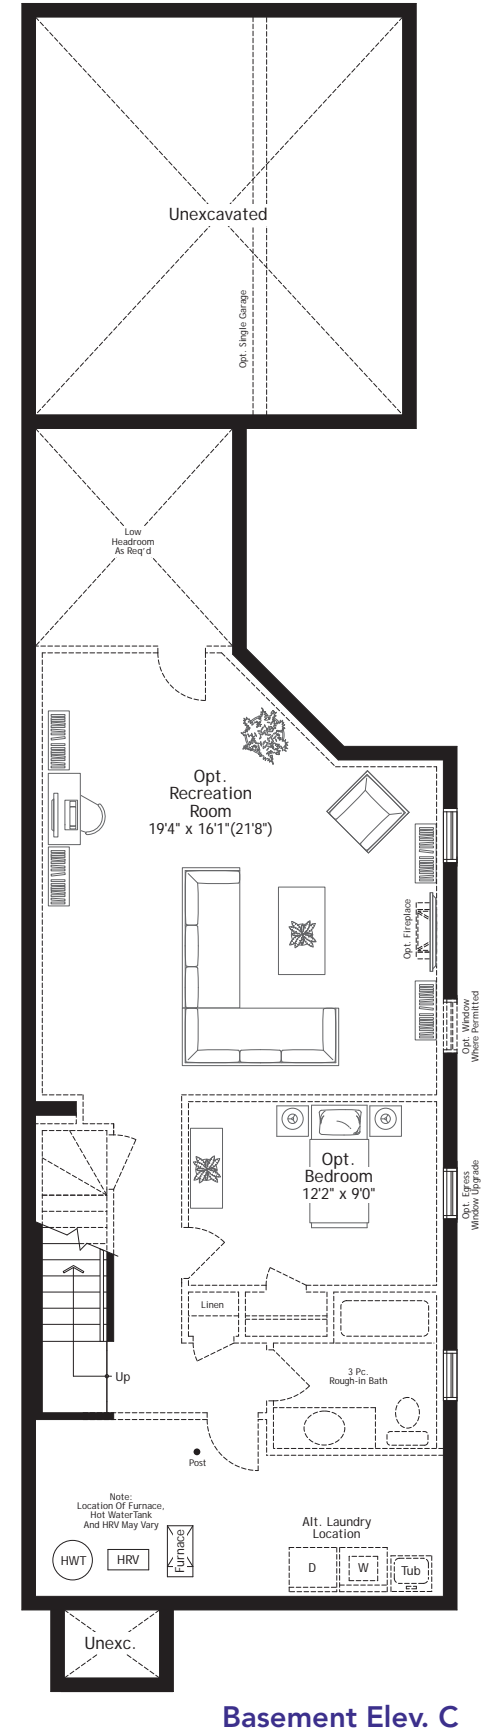 Unexcavated
Opt. Single Garage
Low
Headroom
As Req'd
Opt.
Recreation
Room
19'4" x 16'1"(21'8")
Opt. Fireplace
Opt. Window
Where Permitted
Opt.
Bedroom
12'2" x 9'0"
Opt. Egress
Window Upgrade
Linen
Up
3 Pc.
Rough-in Bath
Post
Note:
Location Of Furnace,
Hot WaterTank
And HRV May Vary
Alt. Laundry
Location
HWT
HRV
Furnace
D
W
Tub
Unexc.
Basement Elev. C